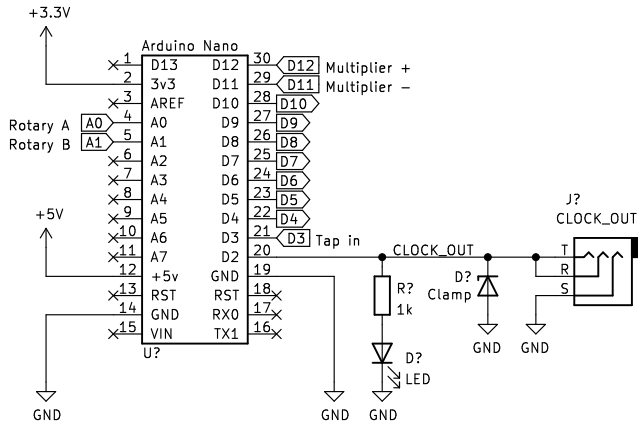 +3.3V
Arduino Nano
1 D13 D12 30 D12 Multiplier +
2 3v3 D11 29 D11 Multiplier -
3 AREF D10 28 D10
Rotary A A0 4 A0 D9 27 D9
Rotary B A1 5 A1 D8 26 D8
6 A2 D7 25 D7
7 A3 D6 24 D6
8 A4 D5 23 D5
9 A5 D4 22 D4
10 A6 D3 21 D3 Tap in
11 A7 D2 20 CLOCK_OUT
+5V
12 +5v GND 19
13 RST RST 18
14 GND RX0 17
15 VIN TX1 16
U?
J?
CLOCK_OUT
T
R
S
R?
1k
D?
Clamp
D?
LED
GND
GND
GND
GND
GND